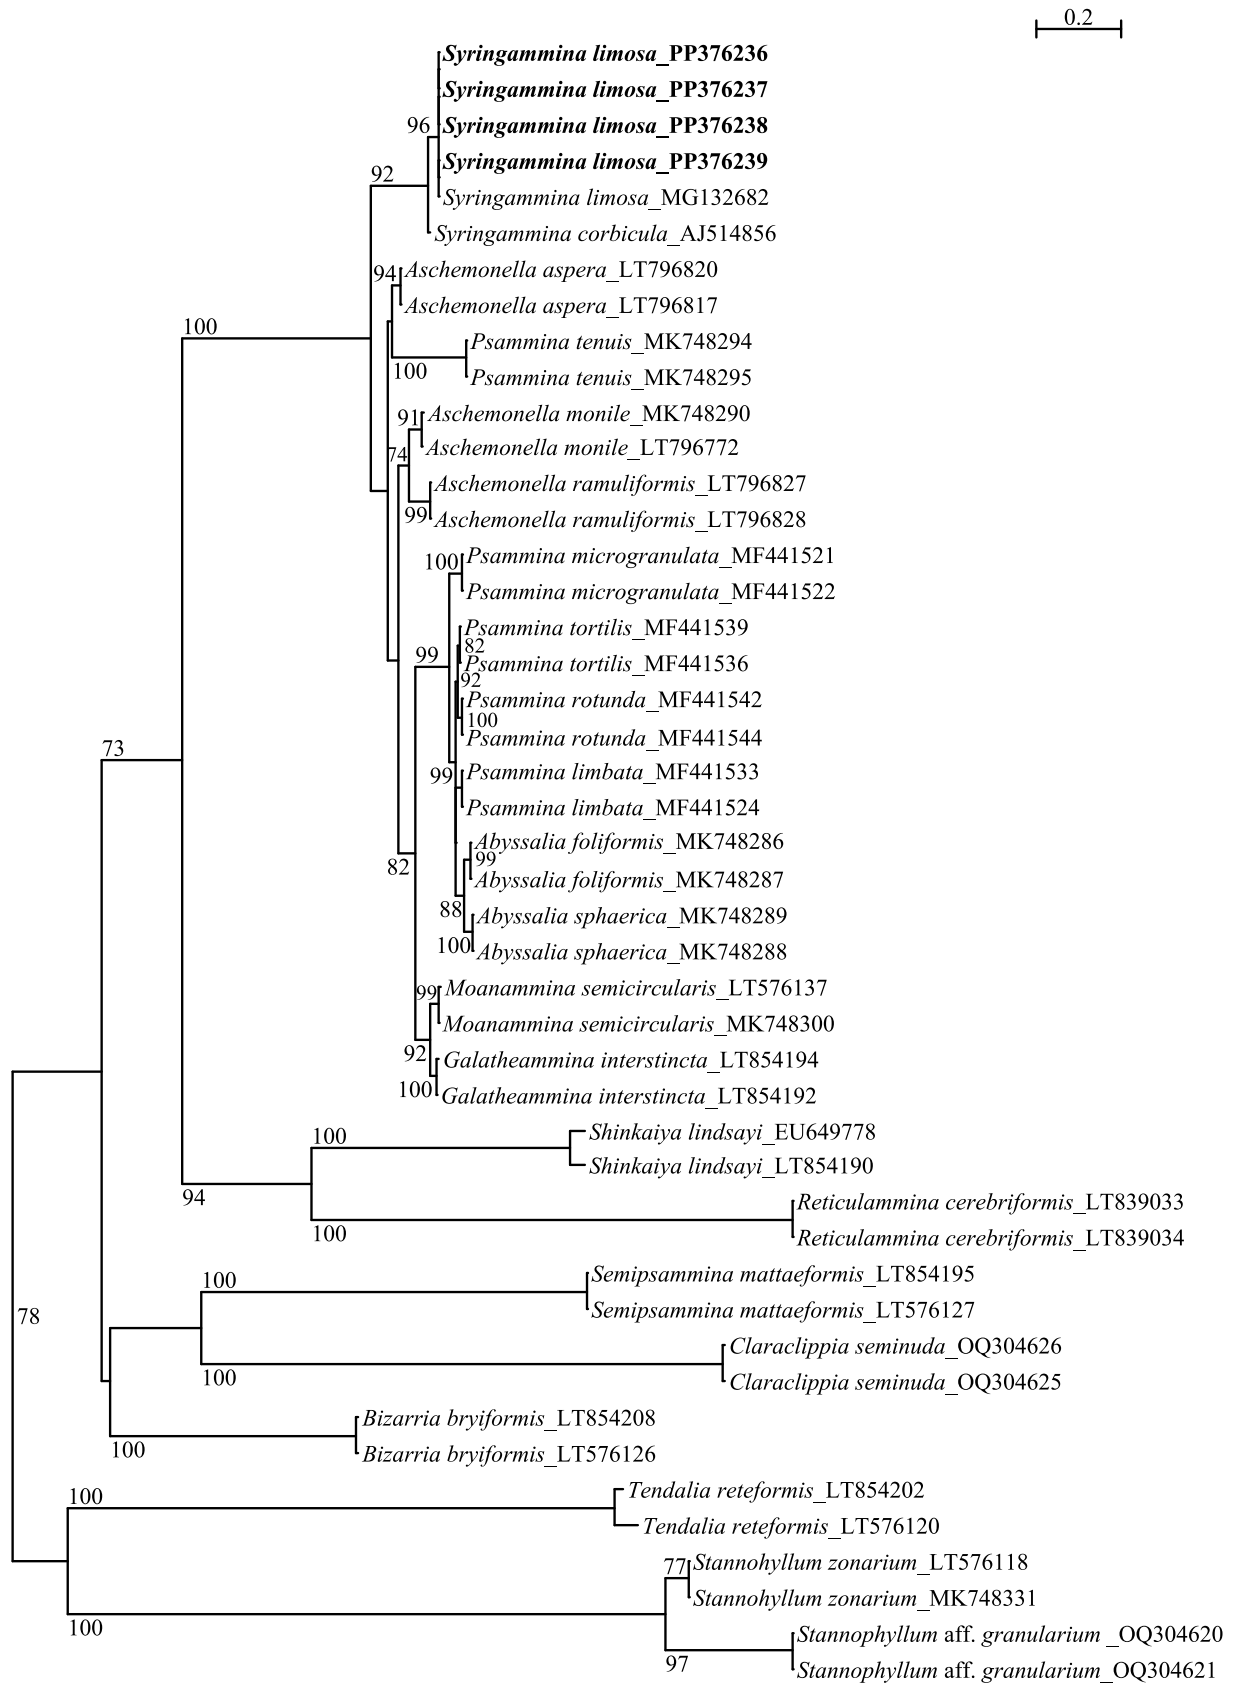 0.2
Syringammina limosa_PP376236
Syringammina limosa_PP376237
96 Syringammina limosa_PP376238
Syringammina limosa_PP376239
92
Syringammina limosa_MG132682
Syringammina corbicula_AJ514856
94 Aschemonella aspera_LT796820
Aschemonella aspera_LT796817
100
Psammina tenuis_MK748294
100
Psammina tenuis_MK748295
91 Aschemonella monile_MK748290
Aschemonella monile_LT796772
74
Aschemonella ramuliformis_LT796827
99 Aschemonella ramuliformis_LT796828
100 Psammina microgranulata_MF441521
Psammina microgranulata_MF441522
Psammina tortilis_MF441539
82
99
Psammina tortilis_MF441536
92
Psammina rotunda_MF441542
100
Psammina rotunda_MF441544
73
99 Psammina limbata_MF441533
Psammina limbata_MF441524
Abyssalia foliformis_MK748286
99
82
Abyssalia foliformis_MK748287
88 Abyssalia sphaerica_MK748289
100 Abyssalia sphaerica_MK748288
99 Moanammina semicircularis_LT576137
Moanammina semicircularis_MK748300
92
Galatheammina interstincta_LT854194
100 Galatheammina interstincta_LT854192
100
Shinkaiya lindsayi_EU649778
Shinkaiya lindsayi_LT854190
94
Reticulammina cerebriformis_LT839033
100
Reticulammina cerebriformis_LT839034
100
Semipsammina mattaeformis_LT854195
78
Semipsammina mattaeformis_LT576127
Claraclippia seminuda_OQ304626
100
Claraclippia seminuda_OQ304625
Bizarria bryiformis_LT854208
100
Bizarria bryiformis_LT576126
100
Tendalia reteformis_LT854202
Tendalia reteformis_LT576120
77 Stannohyllum zonarium_LT576118
Stannohyllum zonarium_MK748331
100
Stannophyllum aff. granularium _OQ304620
97
Stannophyllum aff. granularium_OQ304621